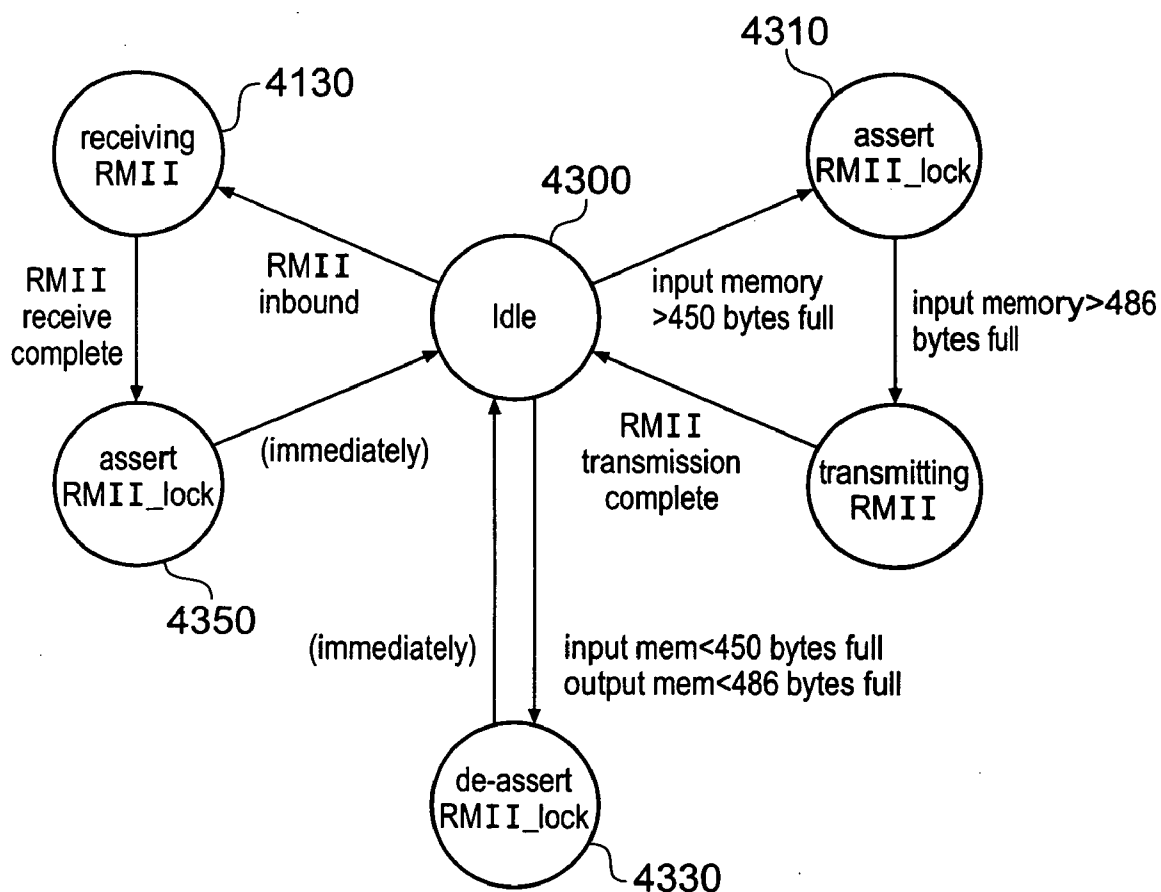 4310
4130
receiving
RMII
assert
RMII_lock
4300
RMII
inbound
Idle
input memory
>450 bytes full
RMII
receive
complete
input memory>486
bytes full
assert
RMII_lock
(immediately)
RMII
transmission
complete
transmitting
RMII
4350
(immediately)
input mem<450 bytes full
output mem<486 bytes full
de-assert
RMII_lock
4330